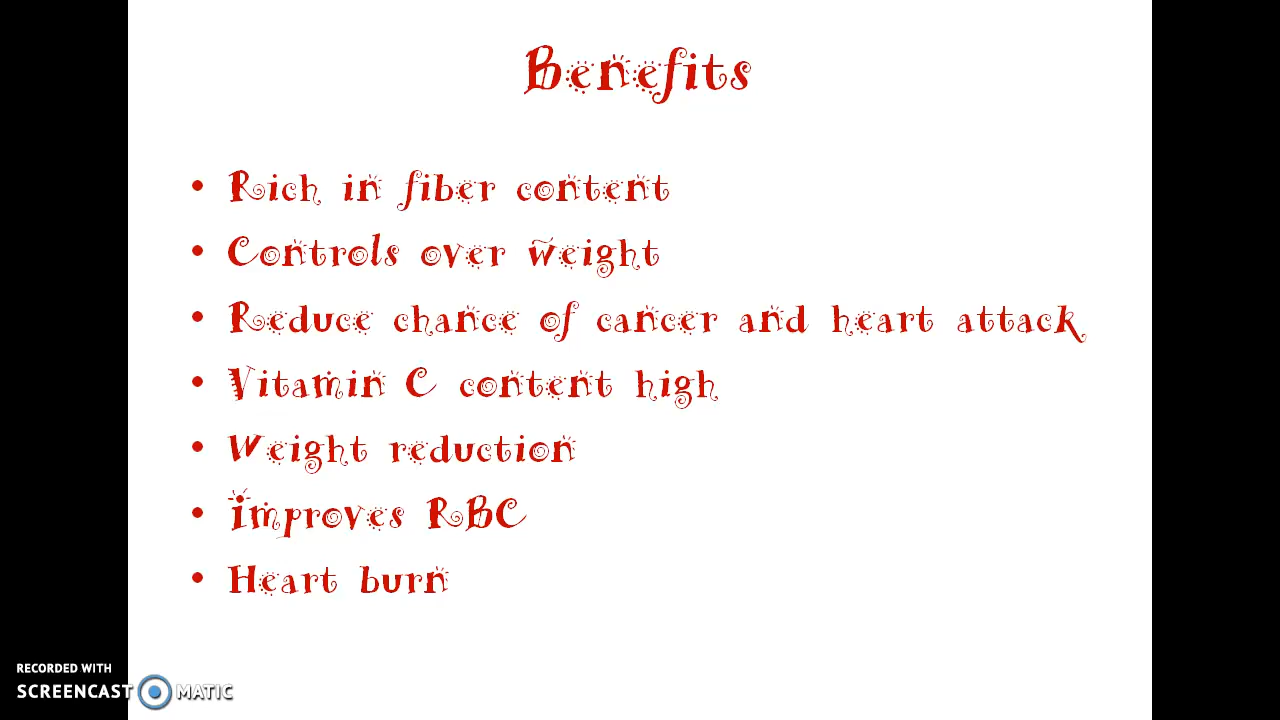 Benefits
• Rich in fiber content
• Controls over weight
• Reduce chance of cancer and heart attack
• Vitamin C content high
• Weight reduction
• Improves RBC
• Heart burn
RECORDED WITH
SCREENCAST MATIC